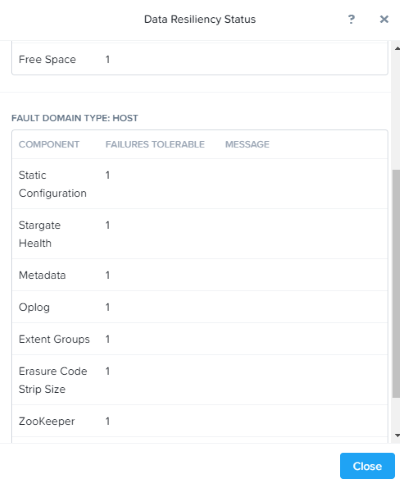 Data Resiliency Status ? ×
Free Space 1
FAULT DOMAIN TYPE: HOST
COMPONENT FAILURES TOLERABLE MESSAGE
Static 1
Configuration
Stargate 1
Health
Metadata 1
Oplog 1
Extent Groups 1
Erasure Code 1
Strip Size
ZooKeeper 1
Close